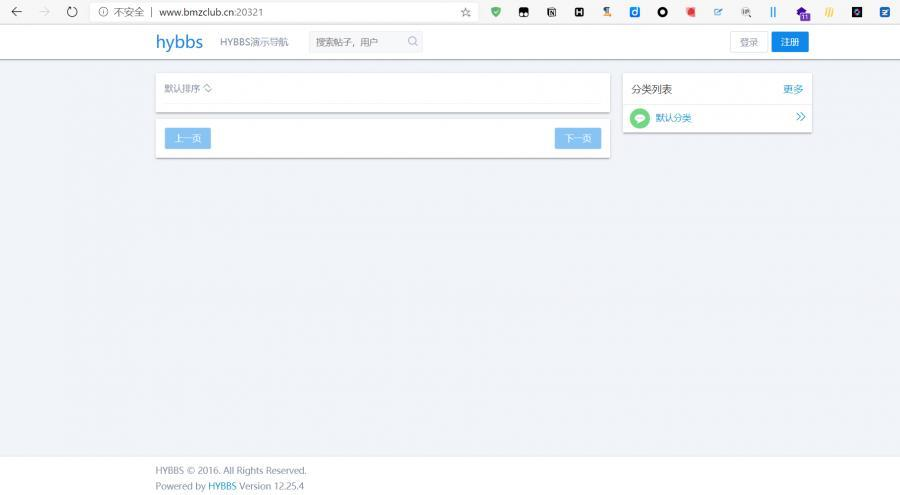 不安全 | www.bmzclub.cn:20321
11
hybbs HYBBS演示导航 搜索帖子，用户 登录 注册
默认排序 分类列表 更多
默认分类
上一页 下一页
HYBBS © 2016. All Rights Reserved.
Powered by HYBBS Version 12.25.4